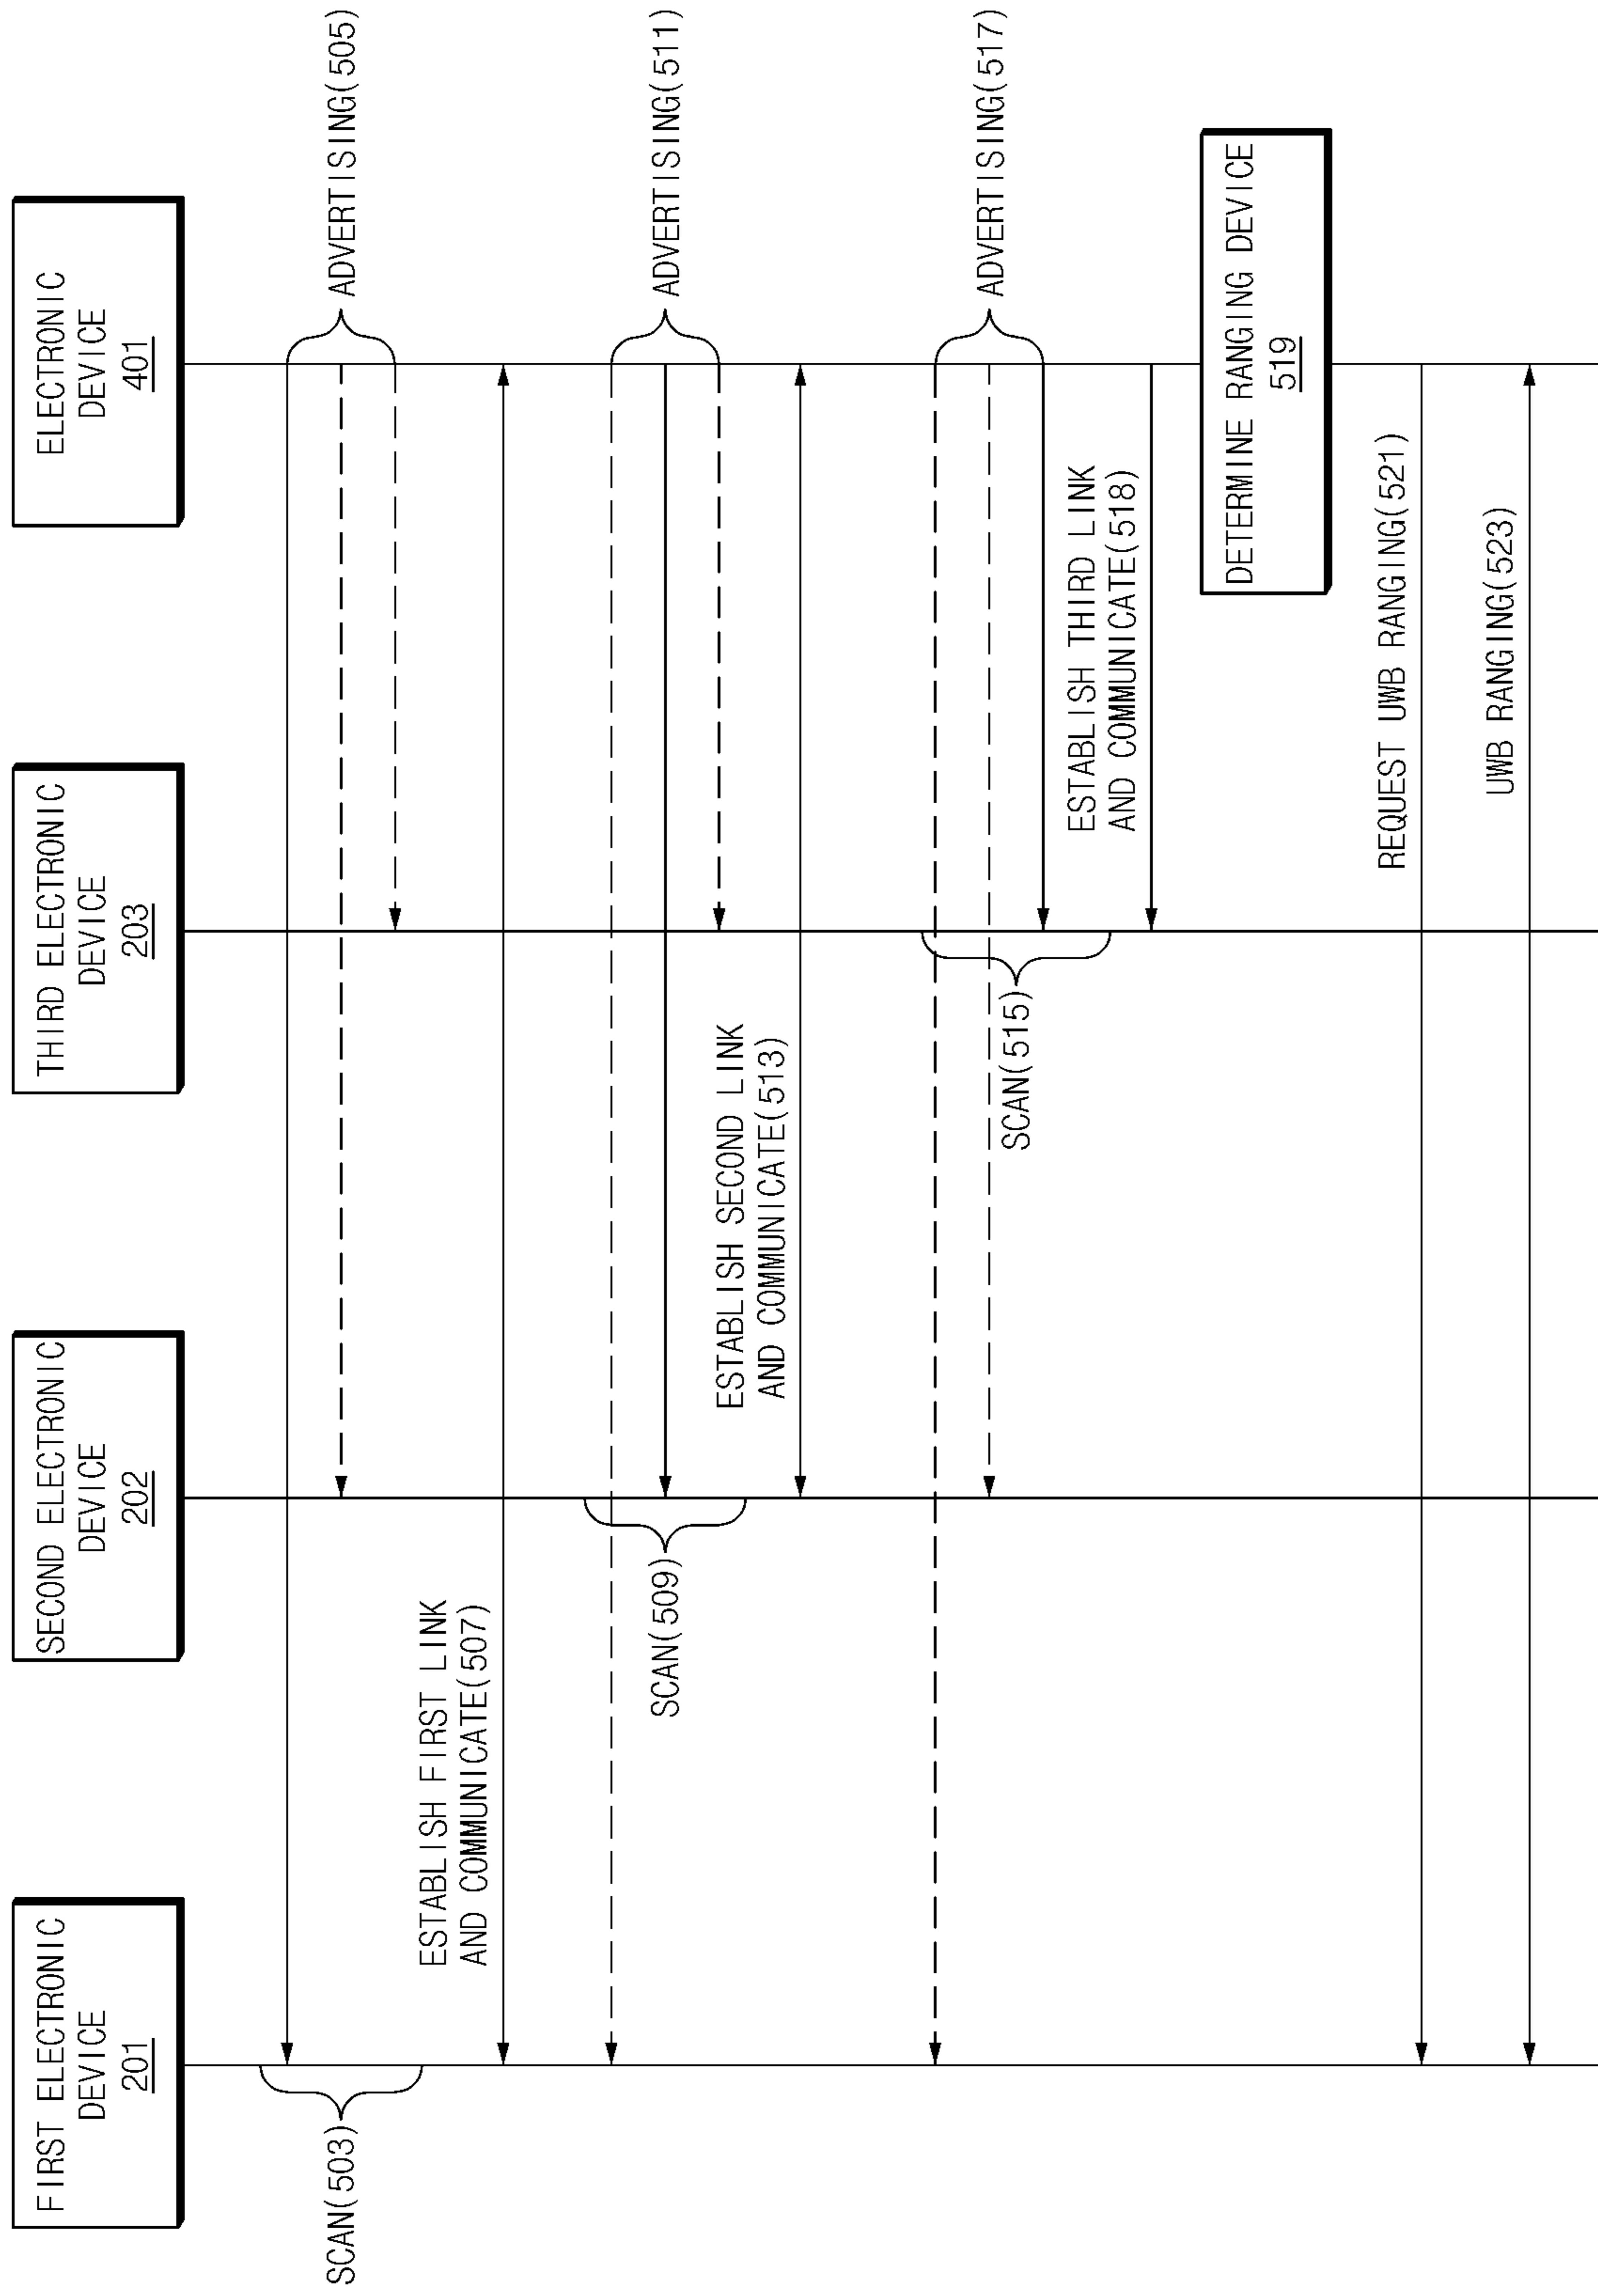 FIRST ELECTRONIC
DEVICE
201
SECOND ELECTRONIC
DEVICE
202
THIRD ELECTRONIC
DEVICE
203
ELECTRONIC
DEVICE
401
SCAN(503)
ADVERTISING(505)
ESTABLISH FIRST LINK
AND COMMUNICATE(507)
SCAN(509)
ADVERTISING(511)
ESTABLISH SECOND LINK
AND COMMUNICATE(513)
SCAN(515)
ADVERTISING(517)
ESTABLISH THIRD LINK
AND COMMUNICATE(518)
DETERMINE RANGING DEVICE
519
REQUEST UWB RANGING(521)
UWB RANGING(523)